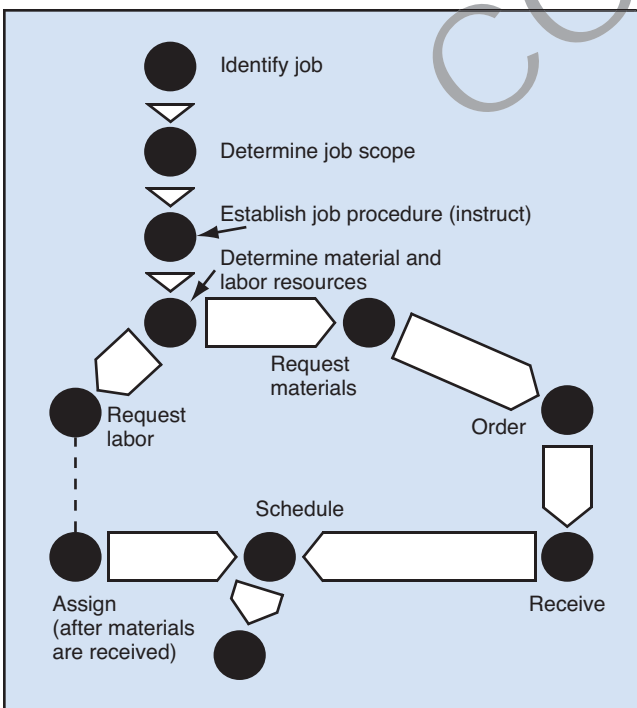 Identify job
Determine job scope
Establish job procedure (instruct)
Determine material and
labor resources
Request
materials
Request
labor
Order
Schedule
Assign
(after materials
are received)
Receive